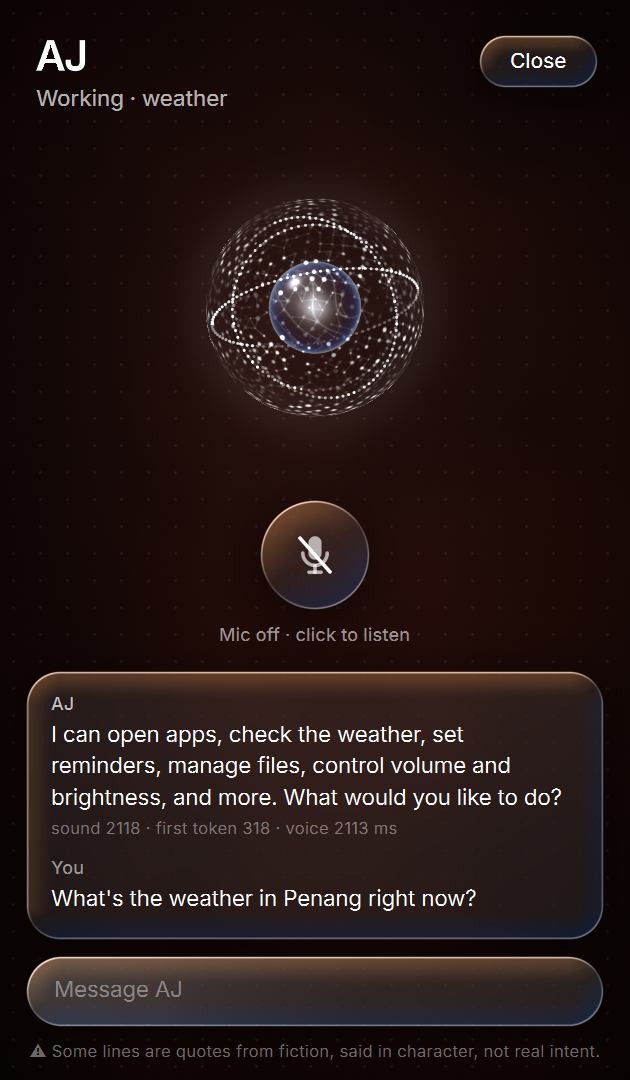 AJ
Close
Working · weather
Mic off · click to listen
AJ
I can open apps, check the weather, set
reminders, manage files, control volume and
brightness, and more. What would you like to do?
sound 2118 · first token 318 · voice 2113 ms
You
What's the weather in Penang right now?
Message AJ
⚠ Some lines are quotes from fiction, said in character, not real intent.